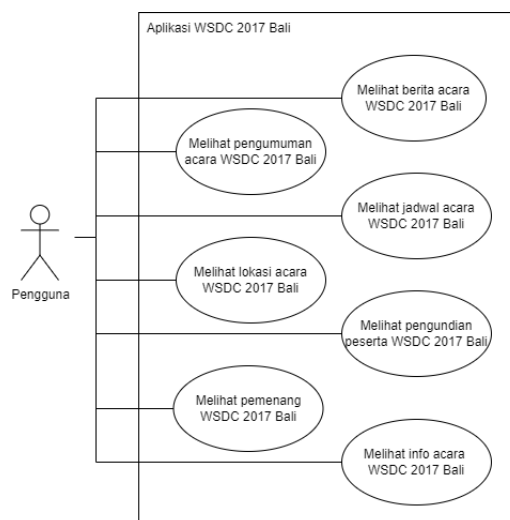 Aplikasi WSDC 2017 Bali
Melihat berita acara
WSDC 2017 Bali
Melihat pengumuman
acara WSDC 2017 Bali
Melihat jadwal acara
WSDC 2017 Bali
Melihat lokasi acara
WSDC 2017 Bali
Pengguna
Melihat pengundian
peserta WSDC 2017 Bali
Melihat pemenang
WSDC 2017 Bali
Melihat info acara
WSDC 2017 Bali